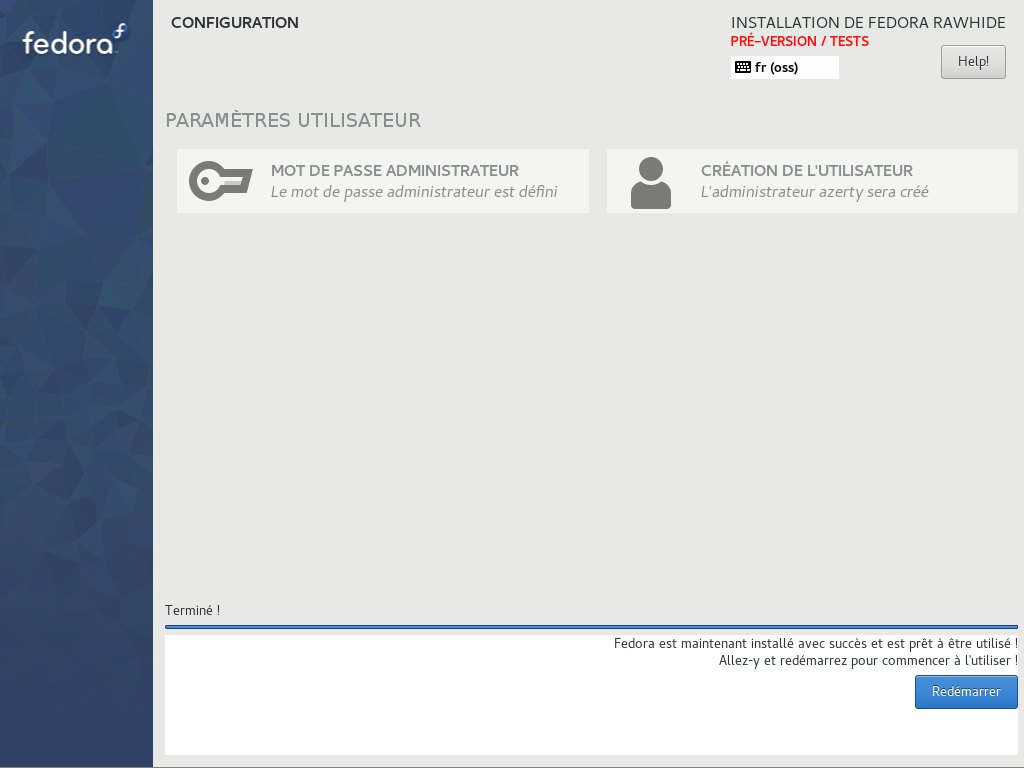 fedora
CONFIGURATION
INSTALLATION DE FEDORA RAWHIDE
PRÉ-VERSION / TESTS
fr (oss)
Help!
PARAMÈTRES UTILISATEUR
MOT DE PASSE ADMINISTRATEUR
Le mot de passe administrateur est défini
CRÉATION DE L'UTILISATEUR
L'administrateur azerty sera créé
Terminé !
Fedora est maintenant installé avec succès et est prêt à être utilisé !
Allez-y et redémarrez pour commencer à l'utiliser !
Redémarrer